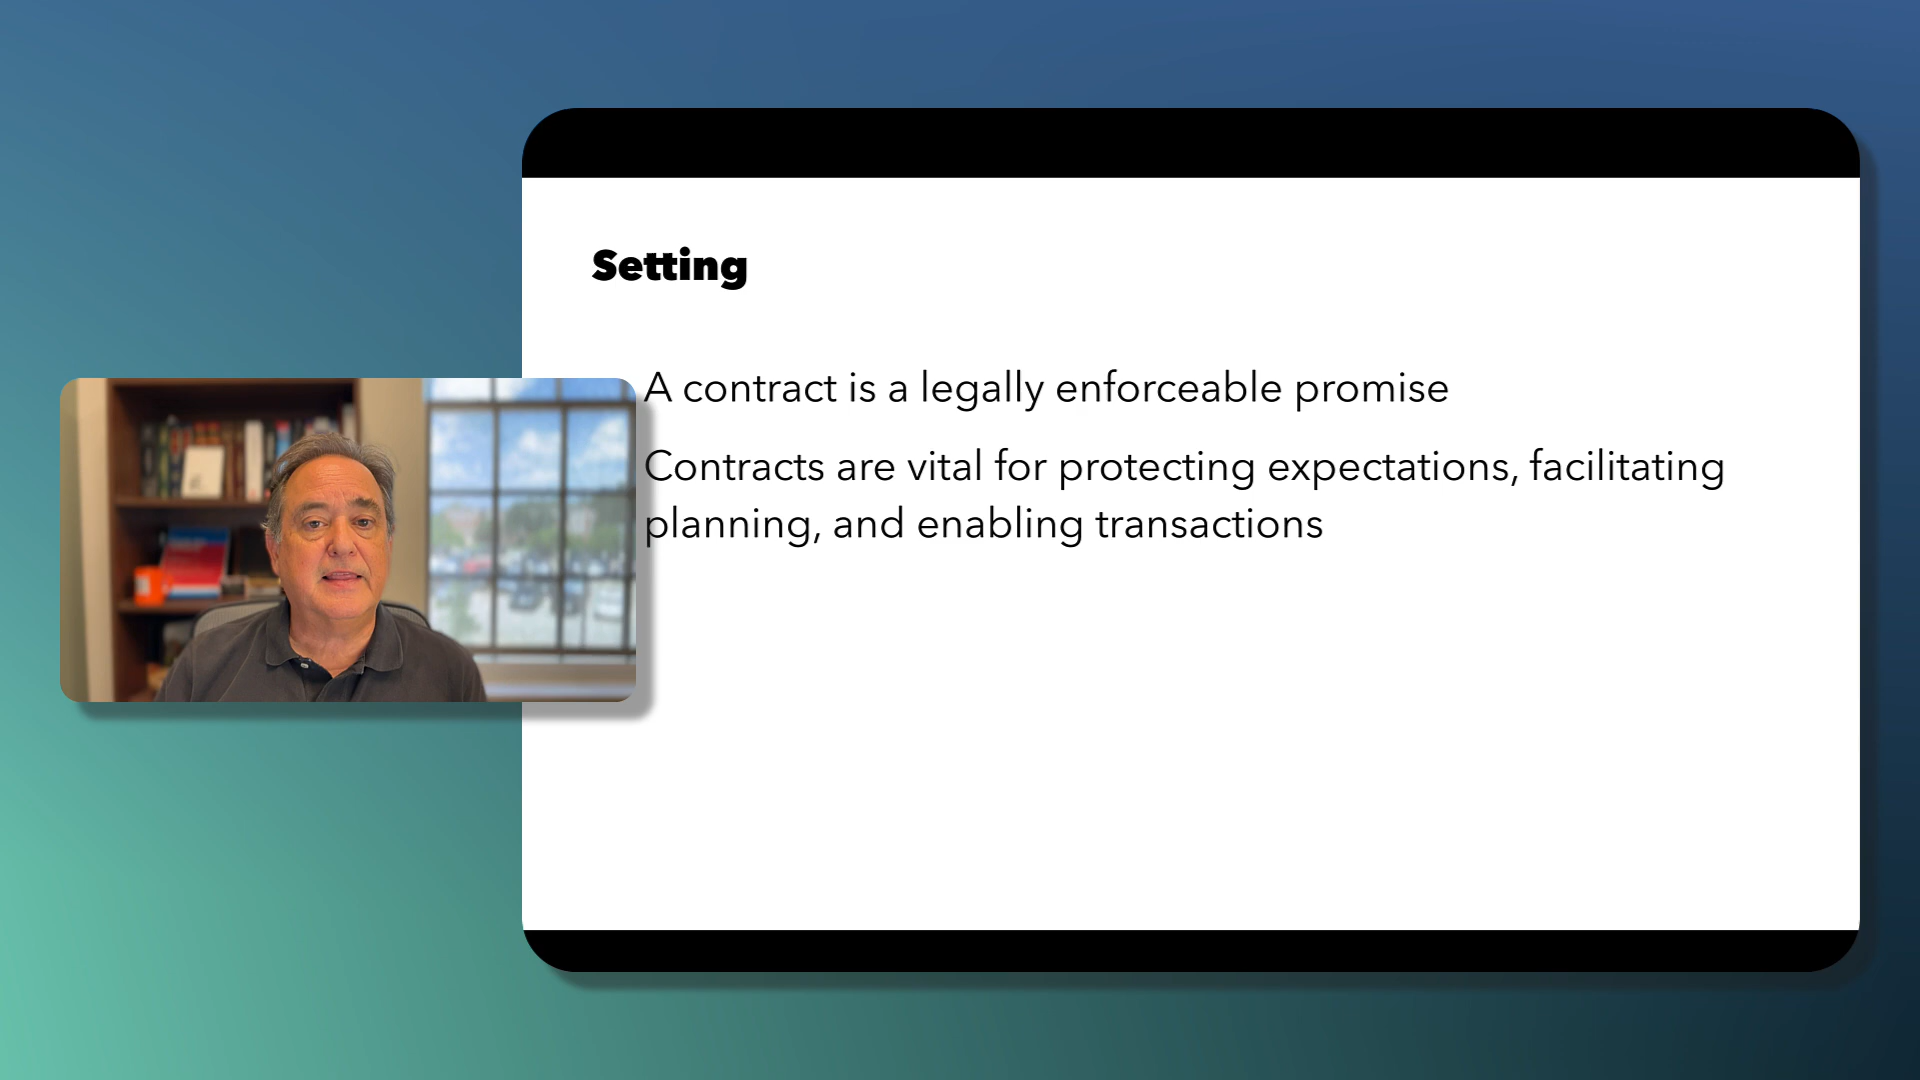 Setting
A contract is a legally enforceable promise
Contracts are vital for protecting expectations, facilitating
planning, and enabling transactions